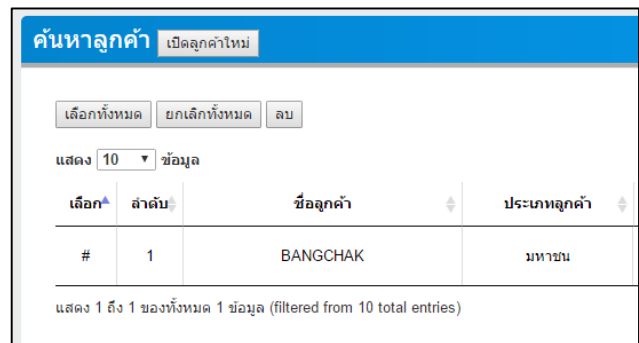 ค้นหาลูกค้า เปิดลูกค้าใหม่
เลือกทั้งหมด ยกเลิกทั้งหมด ลบ
แสดง 10 ข้อมูล
เลือก ลำดับ ชื่อลูกค้า ประเภทลูกค้า
# 1 BANGCHAK มหาชน
แสดง 1 ถึง 1 ของทั้งหมด 1 ข้อมูล (filtered from 10 total entries)